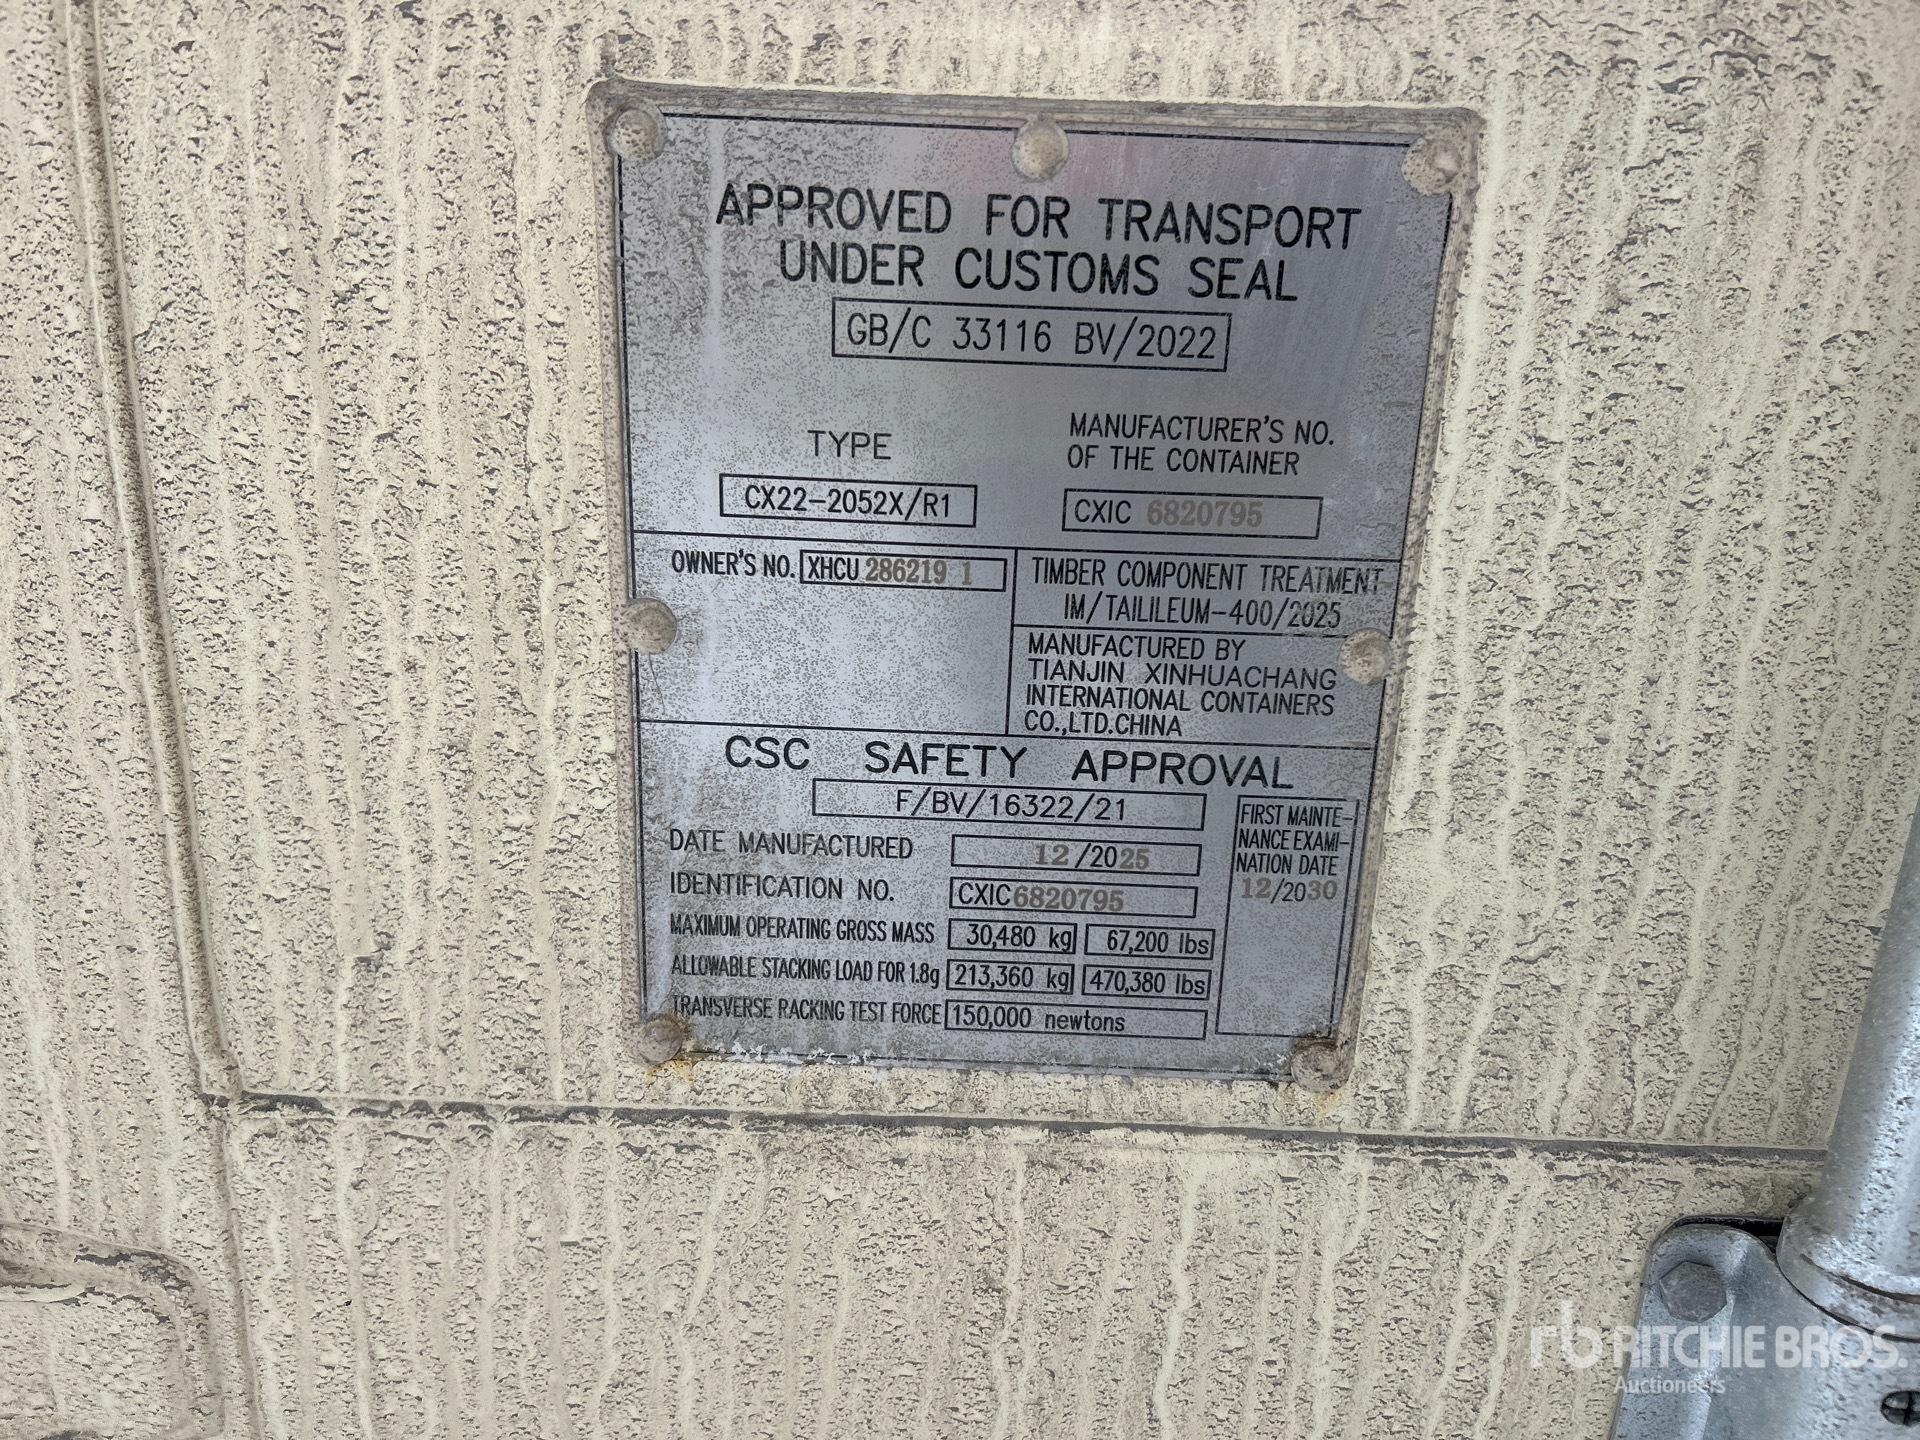 APPROVED FOR TRANSPORT
UNDER CUSTOMS SEAL
GB/C 33116 BV/2022
TYPE
CX22-2052X/R1
MANUFACTURER'S NO.
OF THE CONTAINER
CXIC 6820795
OWNER'S NO. XHCU 286219 1
TIMBER COMPONENT TREATMENT
IM/TAILILEUM-400/2025
MANUFACTURED BY
TIANJIN XINHUACHANG
INTERNATIONAL CONTAINERS
CO.,LTD.CHINA
CSC SAFETY APPROVAL
F/BV/16322/21
DATE MANUFACTURED 12/2025
IDENTIFICATION NO. CXIC6820795
MAXIMUM OPERATING GROSS MASS 30,480 kg 67,200 lbs
ALLOWABLE STACKING LOAD FOR 1.8g 213,360 kg 470,380 lbs
TRANSVERSE RACKING TEST FORCE 150,000 newtons
FIRST MAINTE-
NANCE EXAMI-
NATION DATE
12/2030
rb RITCHIE BROS.
Auctioneers